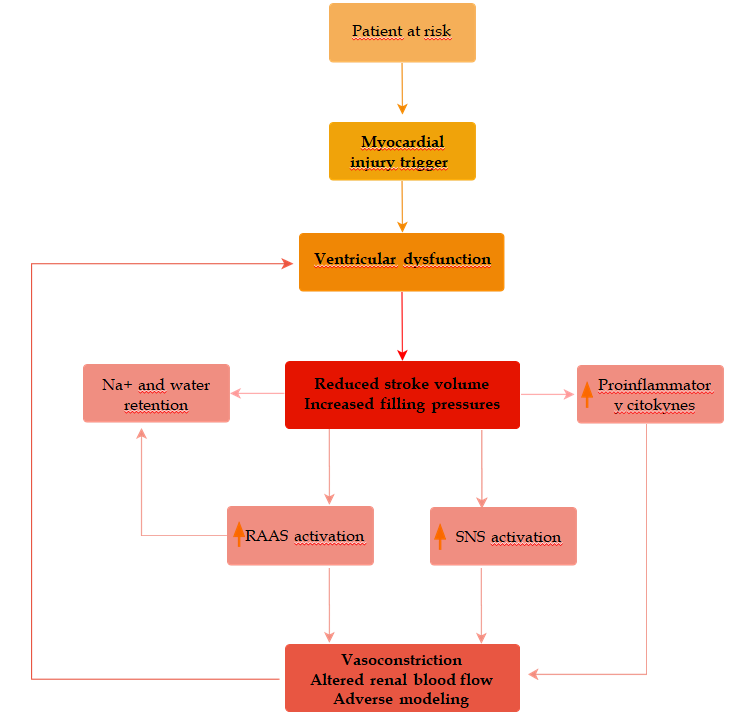 Patient at risk
Myocardial
injury trigger
Ventricular dysfunction
Na+ and water
retention
Reduced stroke volume
Increased filling pressures
Proinflammator
y citokynes
RAAS activation
SNS activation
Vasoconstriction
Altered renal blood flow
Adverse modeling